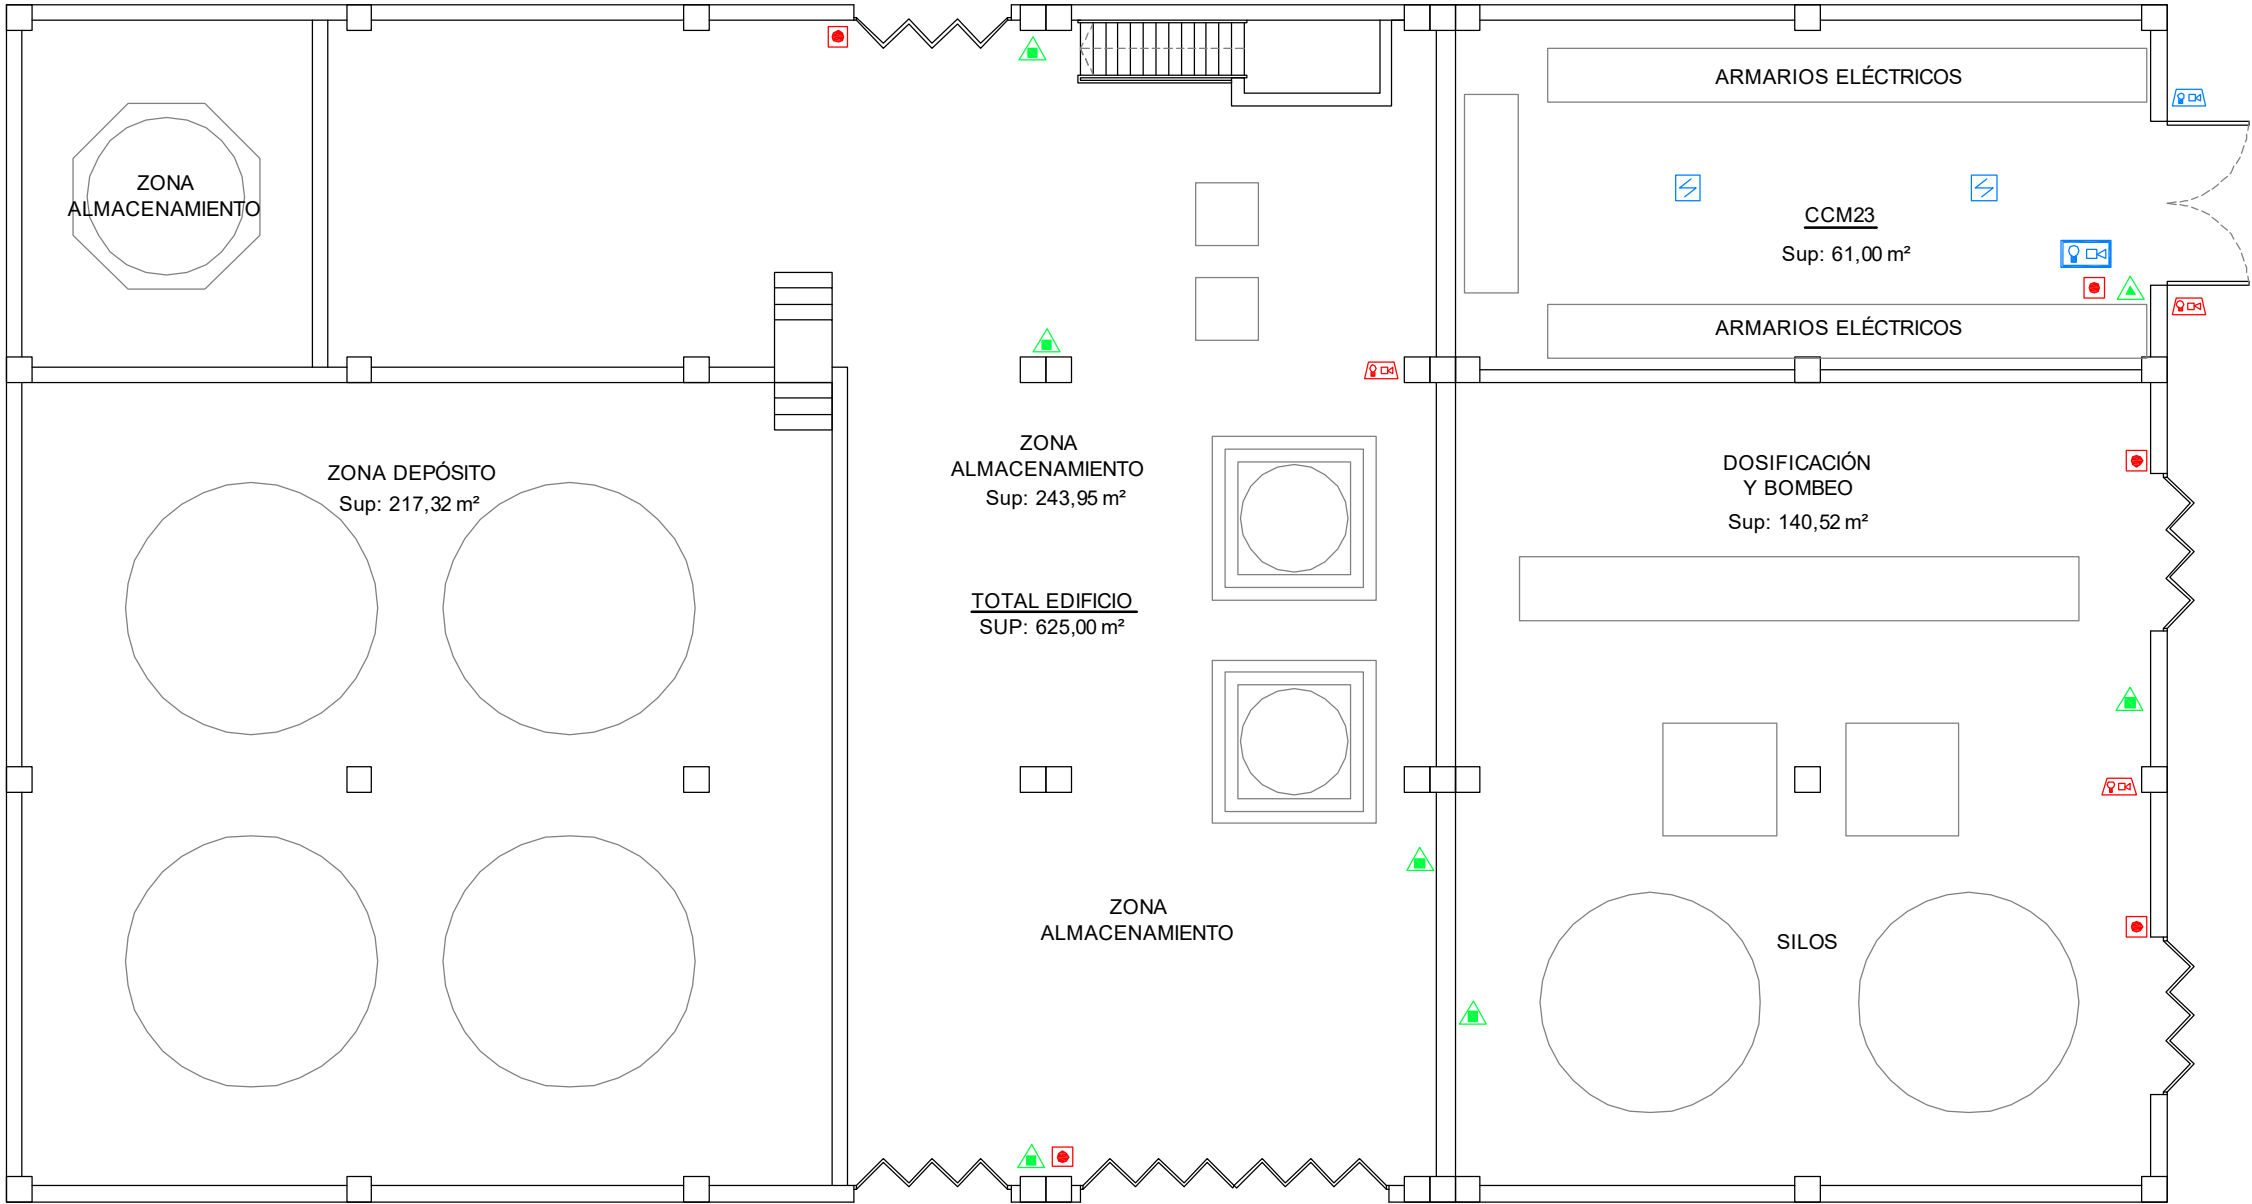 ARMARIOS ELÉCTRICOS
ZONA
ALMACENAMIENTO
CCM23
Sup: 61,00 m²
ARMARIOS ELÉCTRICOS
ZONA DEPÓSITO
Sup: 217,32 m²
ZONA
ALMACENAMIENTO
Sup: 243,95 m²
DOSIFICACIÓN
Y BOMBEO
Sup: 140,52 m²
TOTAL EDIFICIO
SUP: 625,00 m²
ZONA
ALMACENAMIENTO
SILOS